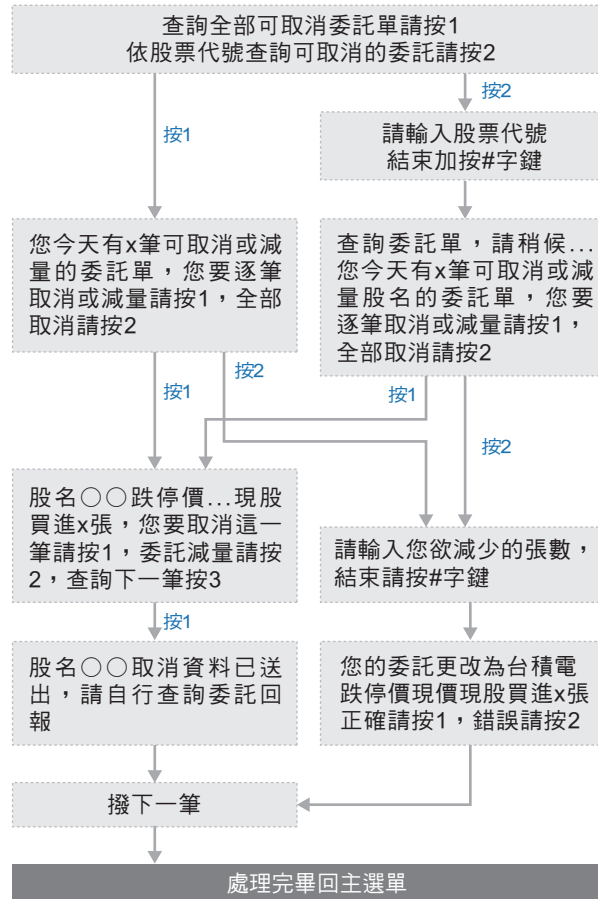 查詢全部可取消委託單請按1
依股票代號查詢可取消的委託請按2
按1
按2
請輸入股票代號
結束加按#字鍵
您今天有x筆可取消或減
量的委託單，您要逐筆
取消或減量請按1，全部
取消請按2
查詢委託單，請稍候...
您今天有x筆可取消或減
量股名的委託單，您要
逐筆取消或減量請按1，
全部取消請按2
按1
按2
按1
按2
股名○○跌停價...現股
買進x張，您要取消這一
筆請按1，委託減量請按
2，查詢下一筆按3
請輸入您欲減少的張數，
結束請按#字鍵
按1
股名○○取消資料已送
出，請自行查詢委託回
報
您的委託更改為台積電
跌停價現價現股買進x張
正確請按1，錯誤請按2
撥下一筆
處理完畢回主選單